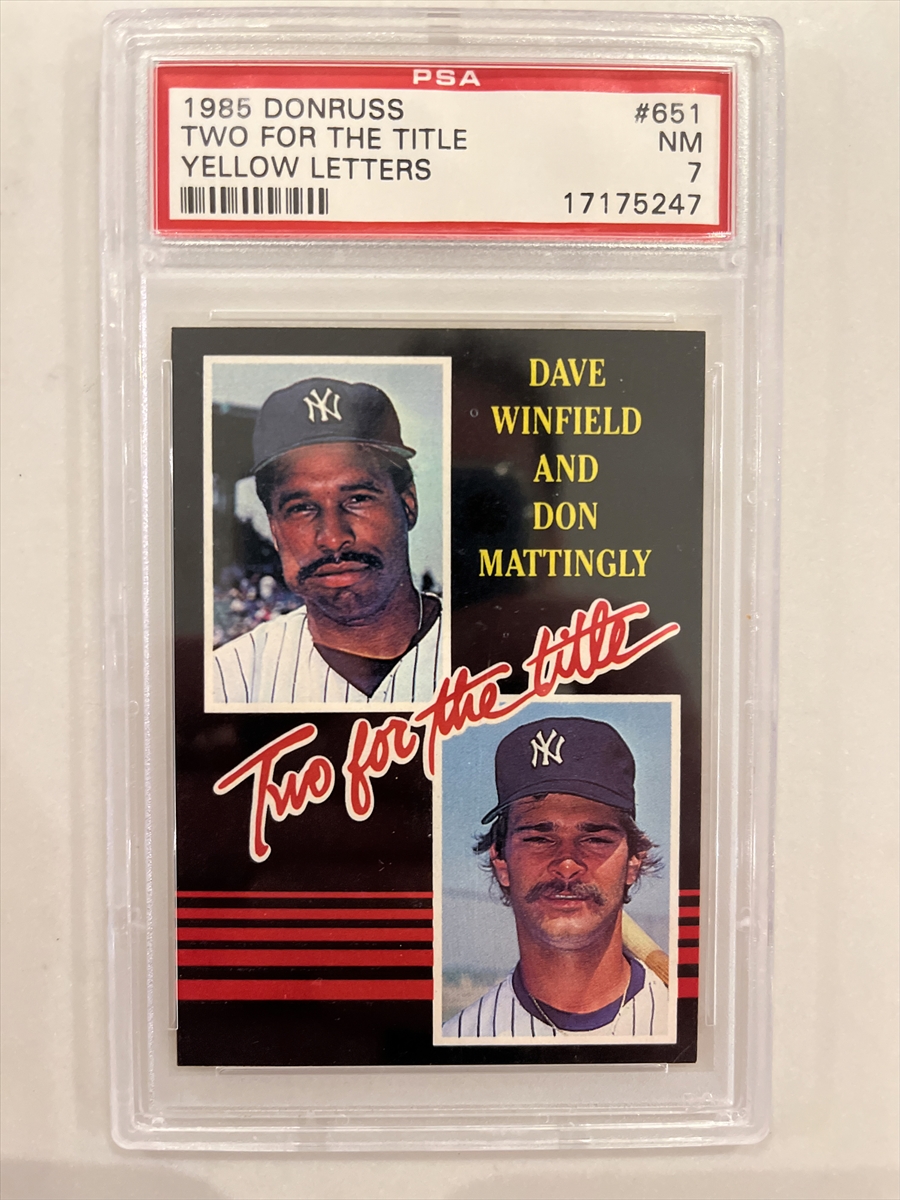 PSA
1985 DONRUSS #651
TWO FOR THE TITLE NM
YELLOW LETTERS 7
17175247
DAVE
WINFIELD
AND
DON
MATTINGLY
Two for the title
NY
NY